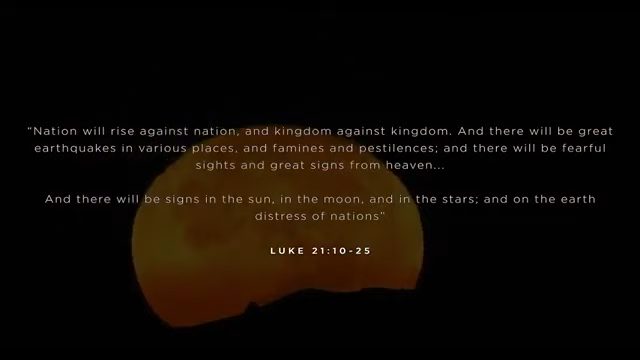 "Nation will rise against nation, and kingdom against kingdom. And there will be great
earthquakes in various places, and famines and pestilences; and there will be fearful
sights and great signs from heaven...
And there will be signs in the sun, in the moon, and in the stars; and on the earth
distress of nations"
LUKE 21:10-25